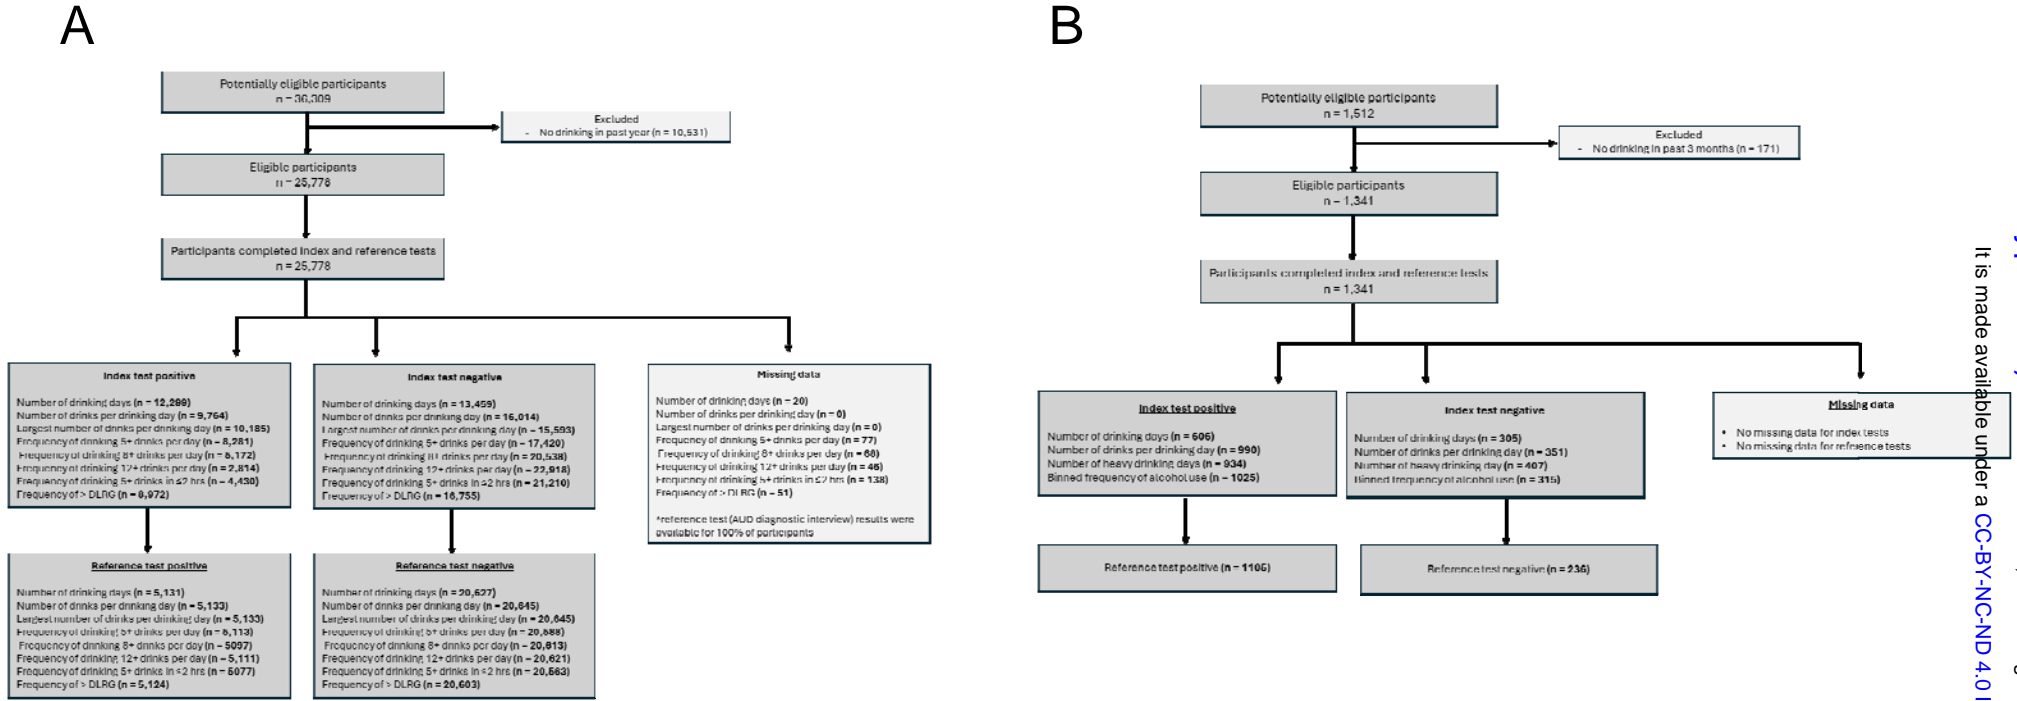 A
Potentially eligible participants
n = 36,309
Excluded
- No drinking in past year (n = 10,531)
Eligible participants
n = 25,778
Participants completed index and reference tests
n = 25,778
Index test positive
Number of drinking days (n = 12,299)
Number of drinks per drinking day (n = 9,764)
Largest number of drinks per drinking day (n = 10,185)
Frequency of drinking 5+ drinks per day (n = 8,281)
Frequency of drinking 8+ drinks per day (n = 5,172)
Frequency of drinking 12+ drinks per day (n = 2,814)
Frequency of drinking 5+ drinks in ≤2 hrs (n = 4,430)
Frequency of > DLRG (n = 8,972)
Index test negative
Number of drinking days (n = 13,459)
Number of drinks per drinking day (n = 16,014)
Largest number of drinks per drinking day (n = 15,593)
Frequency of drinking 5+ drinks per day (n = 17,420)
Frequency of drinking 8+ drinks per day (n = 20,538)
Frequency of drinking 12+ drinks per day (n = 22,918)
Frequency of drinking 5+ drinks in ≤2 hrs (n = 21,210)
Frequency of > DLRG (n = 16,755)
Missing data
Number of drinking days (n = 20)
Number of drinks per drinking day (n = 0)
Largest number of drinks per drinking day (n = 0)
Frequency of drinking 5+ drinks per day (n = 77)
Frequency of drinking 8+ drinks per day (n = 68)
Frequency of drinking 12+ drinks per day (n = 46)
Frequency of drinking 5+ drinks in ≤2 hrs (n = 138)
Frequency of > DLRG (n = 51)
*reference test (AUD diagnostic interview) results were
available for 100% of participants
Reference test positive
Number of drinking days (n = 5,131)
Number of drinks per drinking day (n = 5,133)
Largest number of drinks per drinking day (n = 5,133)
Frequency of drinking 5+ drinks per day (n = 5,113)
Frequency of drinking 8+ drinks per day (n = 5097)
Frequency of drinking 12+ drinks per day (n = 5,111)
Frequency of drinking 5+ drinks in ≤2 hrs (n = 5077)
Frequency of > DLRG (n = 5,124)
Reference test negative
Number of drinking days (n = 20,627)
Number of drinks per drinking day (n = 20,645)
Largest number of drinks per drinking day (n = 20,645)
Frequency of drinking 5+ drinks per day (n = 20,588)
Frequency of drinking 8+ drinks per day (n = 20,613)
Frequency of drinking 12+ drinks per day (n = 20,621)
Frequency of drinking 5+ drinks in ≤2 hrs (n = 20,563)
Frequency of > DLRG (n = 20,603)
B
Potentially eligible participants
n = 1,512
Excluded
- No drinking in past 3 months (n = 171)
Eligible participants
n = 1,341
Participants completed index and reference tests
n = 1,341
Index test positive
Number of drinking days (n = 606)
Number of drinks per drinking day (n = 990)
Number of heavy drinking days (n = 934)
Binned frequency of alcohol use (n = 1025)
Index test negative
Number of drinking days (n = 305)
Number of drinks per drinking day (n = 351)
Number of heavy drinking day (n = 407)
Binned frequency of alcohol use (n = 315)
Missing data
• No missing data for index tests
• No missing data for reference tests
Reference test positive (n = 1105)
Reference test negative (n = 236)
It is made available under a CC-BY-NC-ND 4.0 I